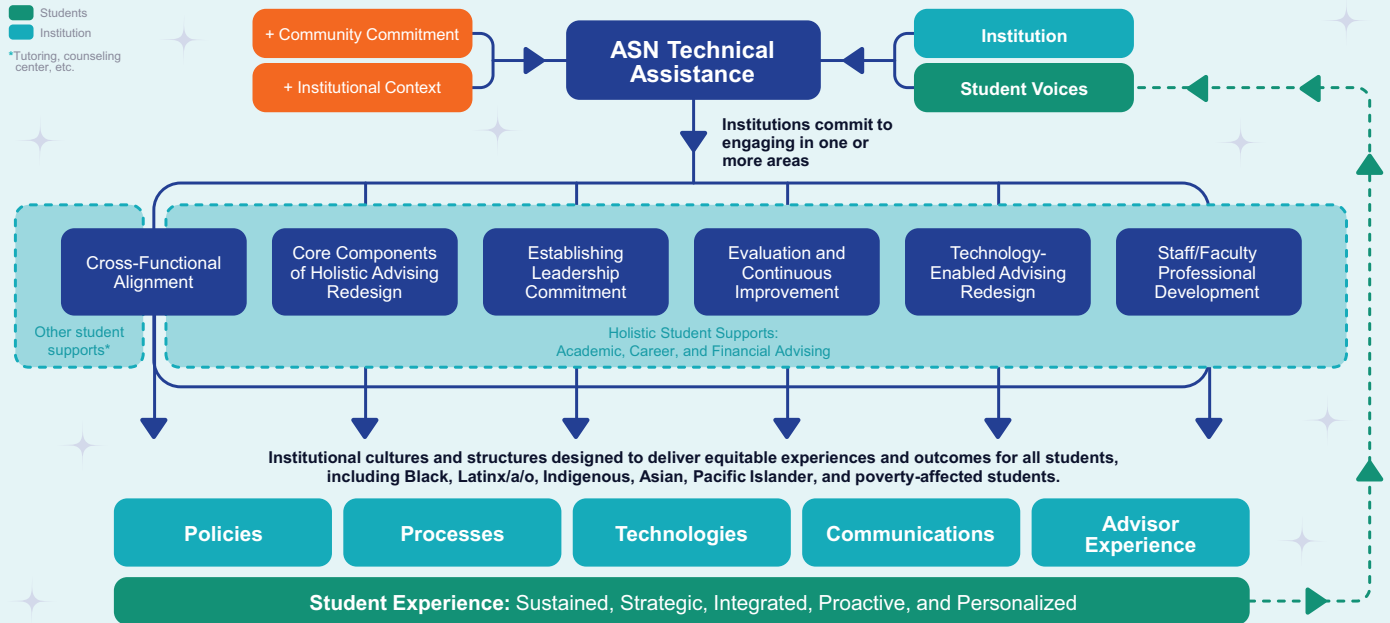 Students
Institution
*Tutoring, counseling
center, etc.
+ Community Commitment
+ Institutional Context
ASN Technical
Assistance
Institution
Student Voices
Institutions commit to
engaging in one or
more areas
Cross-Functional
Alignment
Core Components
of Holistic Advising
Redesign
Establishing
Leadership
Commitment
Evaluation and
Continuous
Improvement
Technology-
Enabled Advising
Redesign
Staff/Faculty
Professional
Development
Other student
supports*
Holistic Student Supports:
Academic, Career, and Financial Advising
Institutional cultures and structures designed to deliver equitable experiences and outcomes for all students,
including Black, Latinx/a/o, Indigenous, Asian, Pacific Islander, and poverty-affected students.
Policies
Processes
Technologies
Communications
Advisor
Experience
Student Experience: Sustained, Strategic, Integrated, Proactive, and Personalized